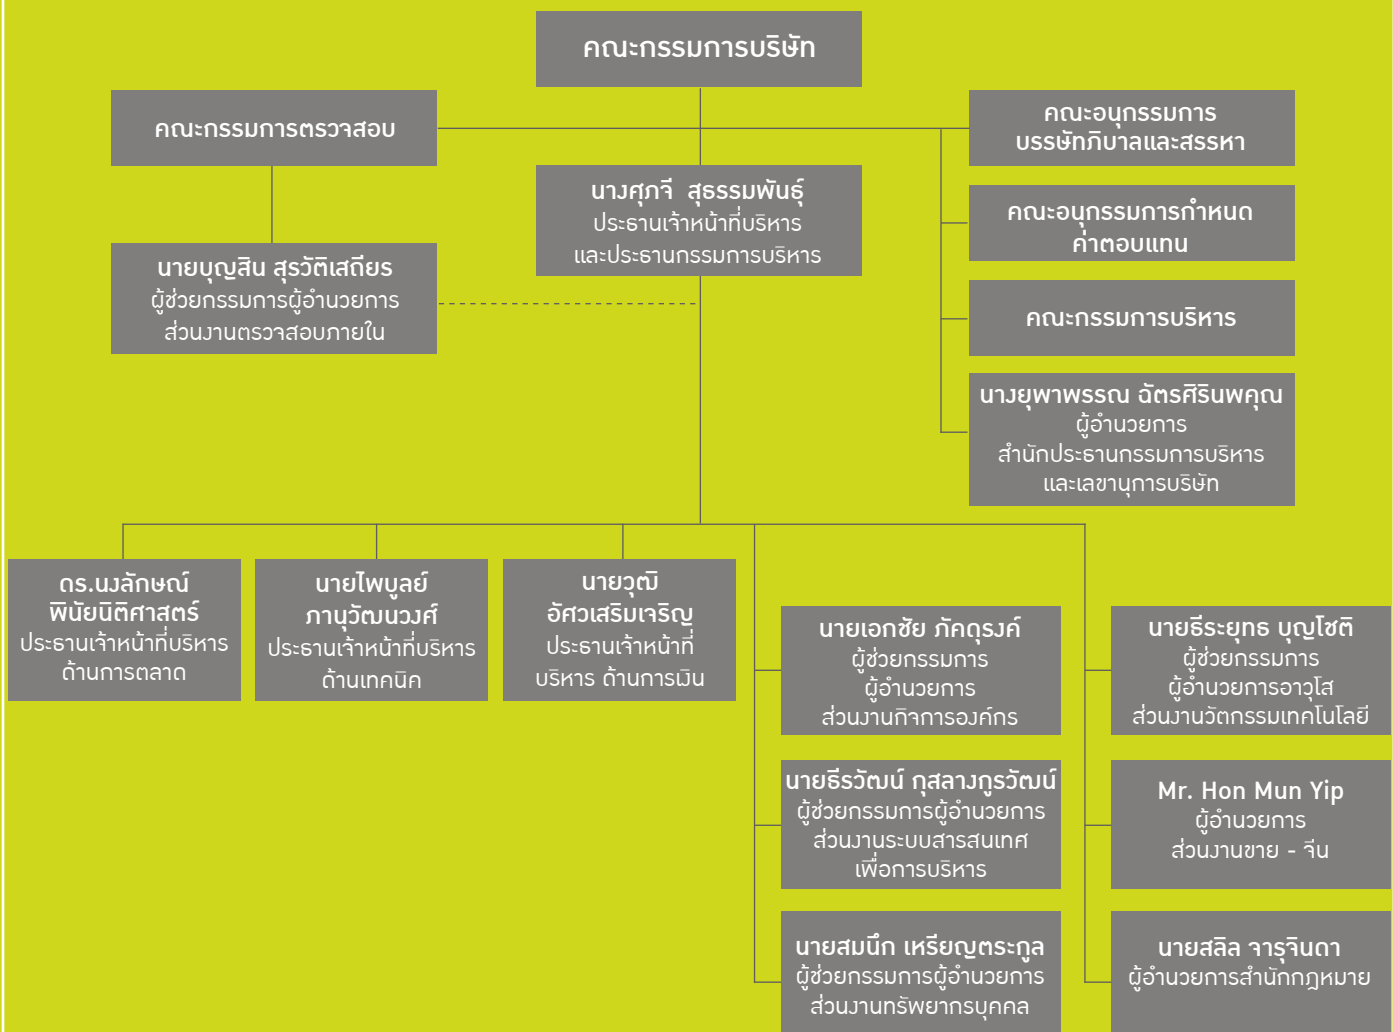 คณะกรรมการบริษัท
คณะกรรมการตรวจสอบ
คณะอนุกรรมการ
บรรษัทภิบาลและสรรหา
นางศุภจี สุธรรมพันธุ์
ประธานเจ้าหน้าที่บริหาร
และประธานกรรมการบริหาร
คณะอนุกรรมการกำหนด
ค่าตอบแทน
นายบุญสิน สุรวัติเสถียร
ผู้ช่วยกรรมการผู้อำนวยการ
ส่วนงานตรวจสอบภายใน
คณะกรรมการบริหาร
นางยุพาพรรณ ฉัตรศิรินพคุณ
ผู้อำนวยการ
สำนักประธานกรรมการบริหาร
และเลขานุการบริษัท
ดร.นงลักษณ์
พินัยนิติศาสตร์
ประธานเจ้าหน้าที่บริหาร
ด้านการตลาด
นายไพบูลย์
ภานุวัฒนวงศ์
ประธานเจ้าหน้าที่บริหาร
ด้านเทคนิค
นายวุฒิ
อัศวเสริมเจริญ
ประธานเจ้าหน้าที่
บริหาร ด้านการเงิน
นายเอกชัย ภัคดุรงค์
ผู้ช่วยกรรมการ
ผู้อำนวยการ
ส่วนงานกิจการองค์กร
นายธีระยุทธ บุญโชติ
ผู้ช่วยกรรมการ
ผู้อำนวยการอาวุโส
ส่วนงานวัตกรรมเทคโนโลยี
นายธีรวัฒน์ กุสลางกูรวัฒน์
ผู้ช่วยกรรมการผู้อำนวยการ
ส่วนงานระบบสารสนเทศ
เพื่อการบริหาร
Mr. Hon Mun Yip
ผู้อำนวยการ
ส่วนงานขาย - จีน
นายสมนึก เหรียญตระกูล
ผู้ช่วยกรรมการผู้อำนวยการ
ส่วนงานทรัพยากรบุคคล
นายสลิล จารุจินดา
ผู้อำนวยการสำนักกฎหมาย